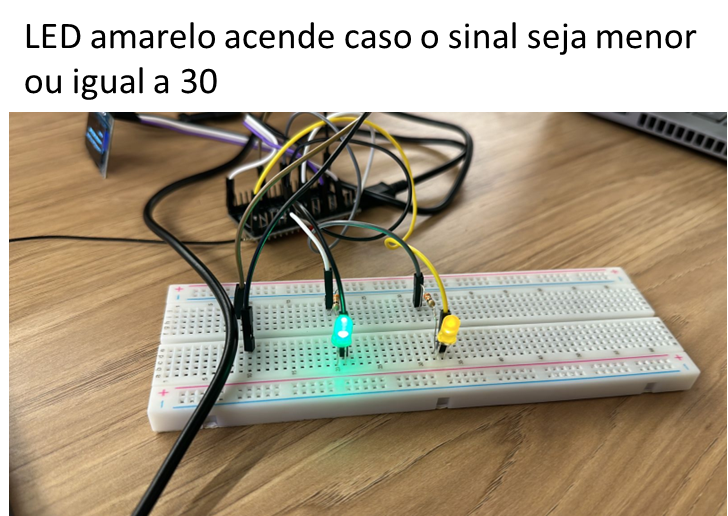 LED amarelo acende caso o sinal seja menor
ou igual a 30